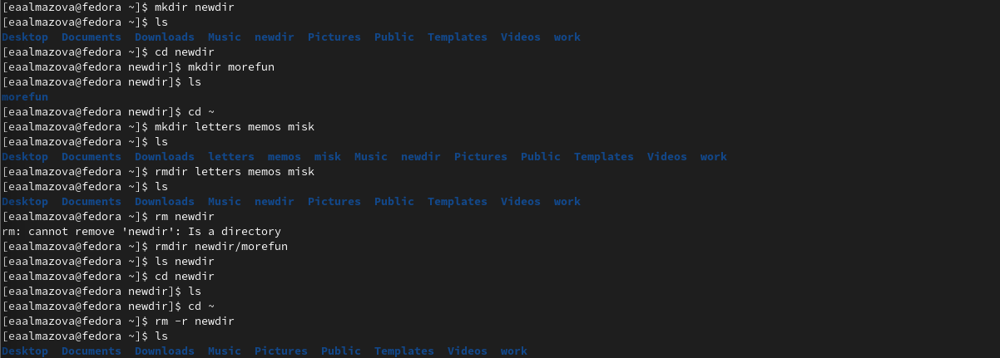 [eaalmazova@fedora ~]$ mkdir newdir
[eaalmazova@fedora ~]$ ls
Desktop  Documents  Downloads  Music  newdir  Pictures  Public  Templates  Videos  work
[eaalmazova@fedora ~]$ cd newdir
[eaalmazova@fedora newdir]$ mkdir morefun
[eaalmazova@fedora newdir]$ ls
morefun
[eaalmazova@fedora newdir]$ cd ~
[eaalmazova@fedora ~]$ mkdir letters memos misk
[eaalmazova@fedora ~]$ ls
Desktop  Documents  Downloads  letters  memos  misk  Music  newdir  Pictures  Public  Templates  Videos  work
[eaalmazova@fedora ~]$ rmdir letters memos misk
[eaalmazova@fedora ~]$ ls
Desktop  Documents  Downloads  Music  newdir  Pictures  Public  Templates  Videos  work
[eaalmazova@fedora ~]$ rm newdir
rm: cannot remove 'newdir': Is a directory
[eaalmazova@fedora ~]$ rmdir newdir/morefun
[eaalmazova@fedora ~]$ ls newdir
[eaalmazova@fedora ~]$ cd newdir
[eaalmazova@fedora newdir]$ ls
[eaalmazova@fedora newdir]$ cd ~
[eaalmazova@fedora ~]$ rm -r newdir
[eaalmazova@fedora ~]$ ls
Desktop  Documents  Downloads  Music  Pictures  Public  Templates  Videos  work